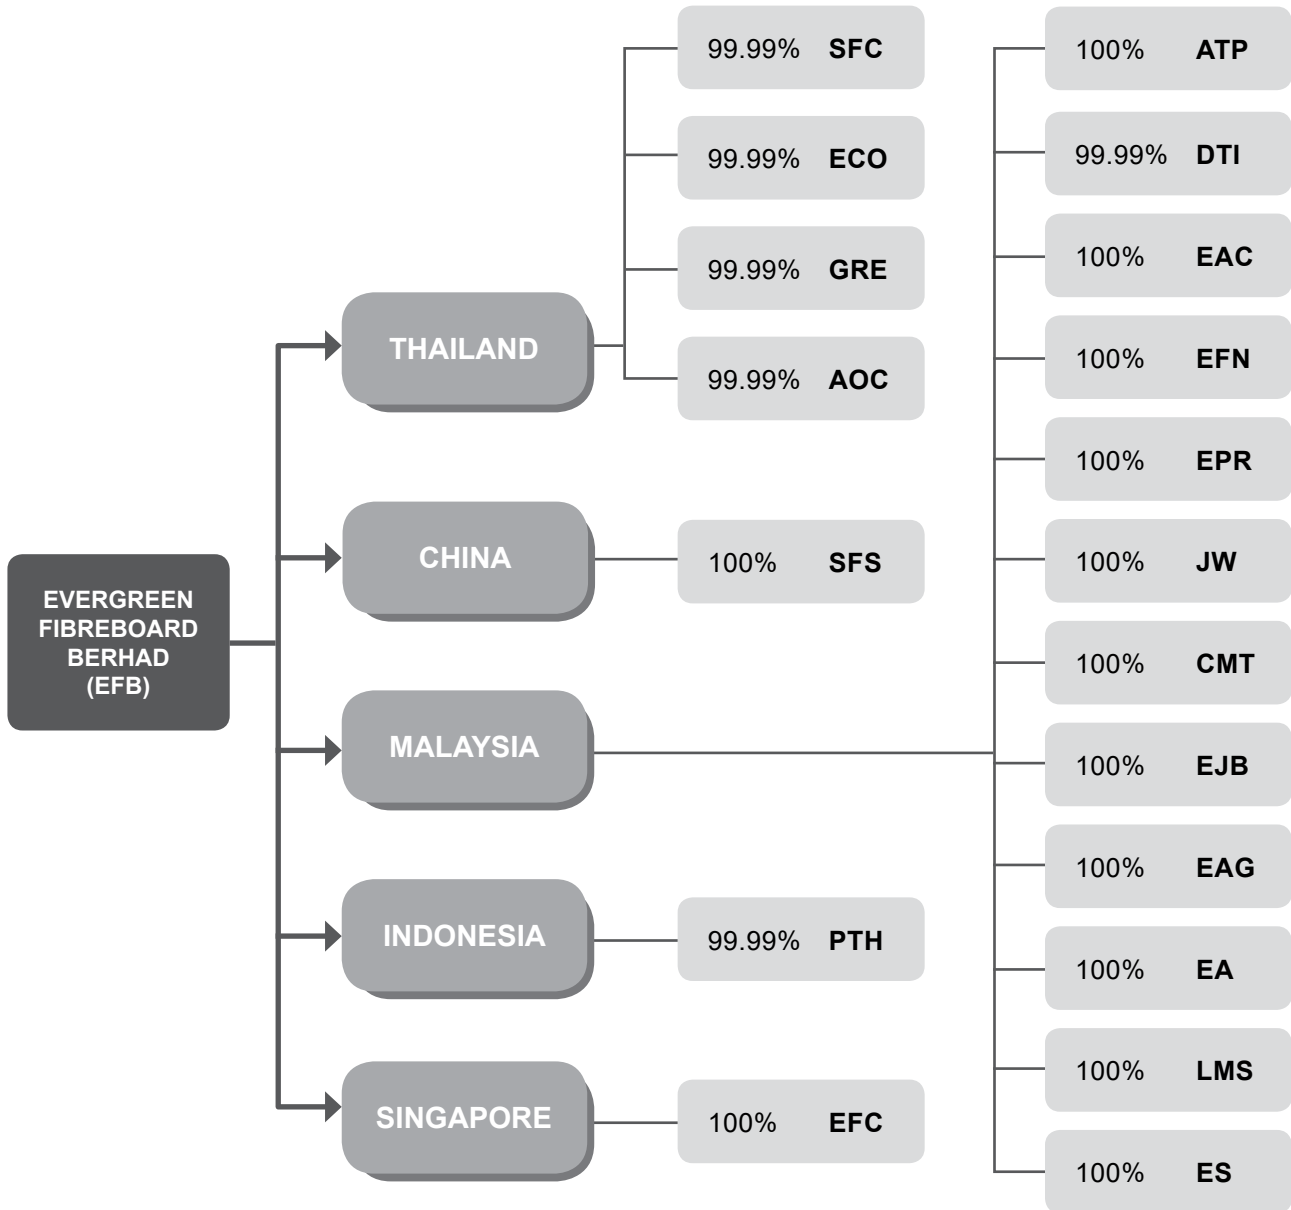 EVERGREEN
FIBREBOARD
BERHAD
(EFB)
THAILAND
99.99% SFC
99.99% ECO
99.99% GRE
99.99% AOC
CHINA
100% SFS
MALAYSIA
100% ATP
99.99% DTI
100% EAC
100% EFN
100% EPR
100% JW
100% CMT
100% EJB
100% EAG
100% EA
100% LMS
100% ES
INDONESIA
99.99% PTH
SINGAPORE
100% EFC